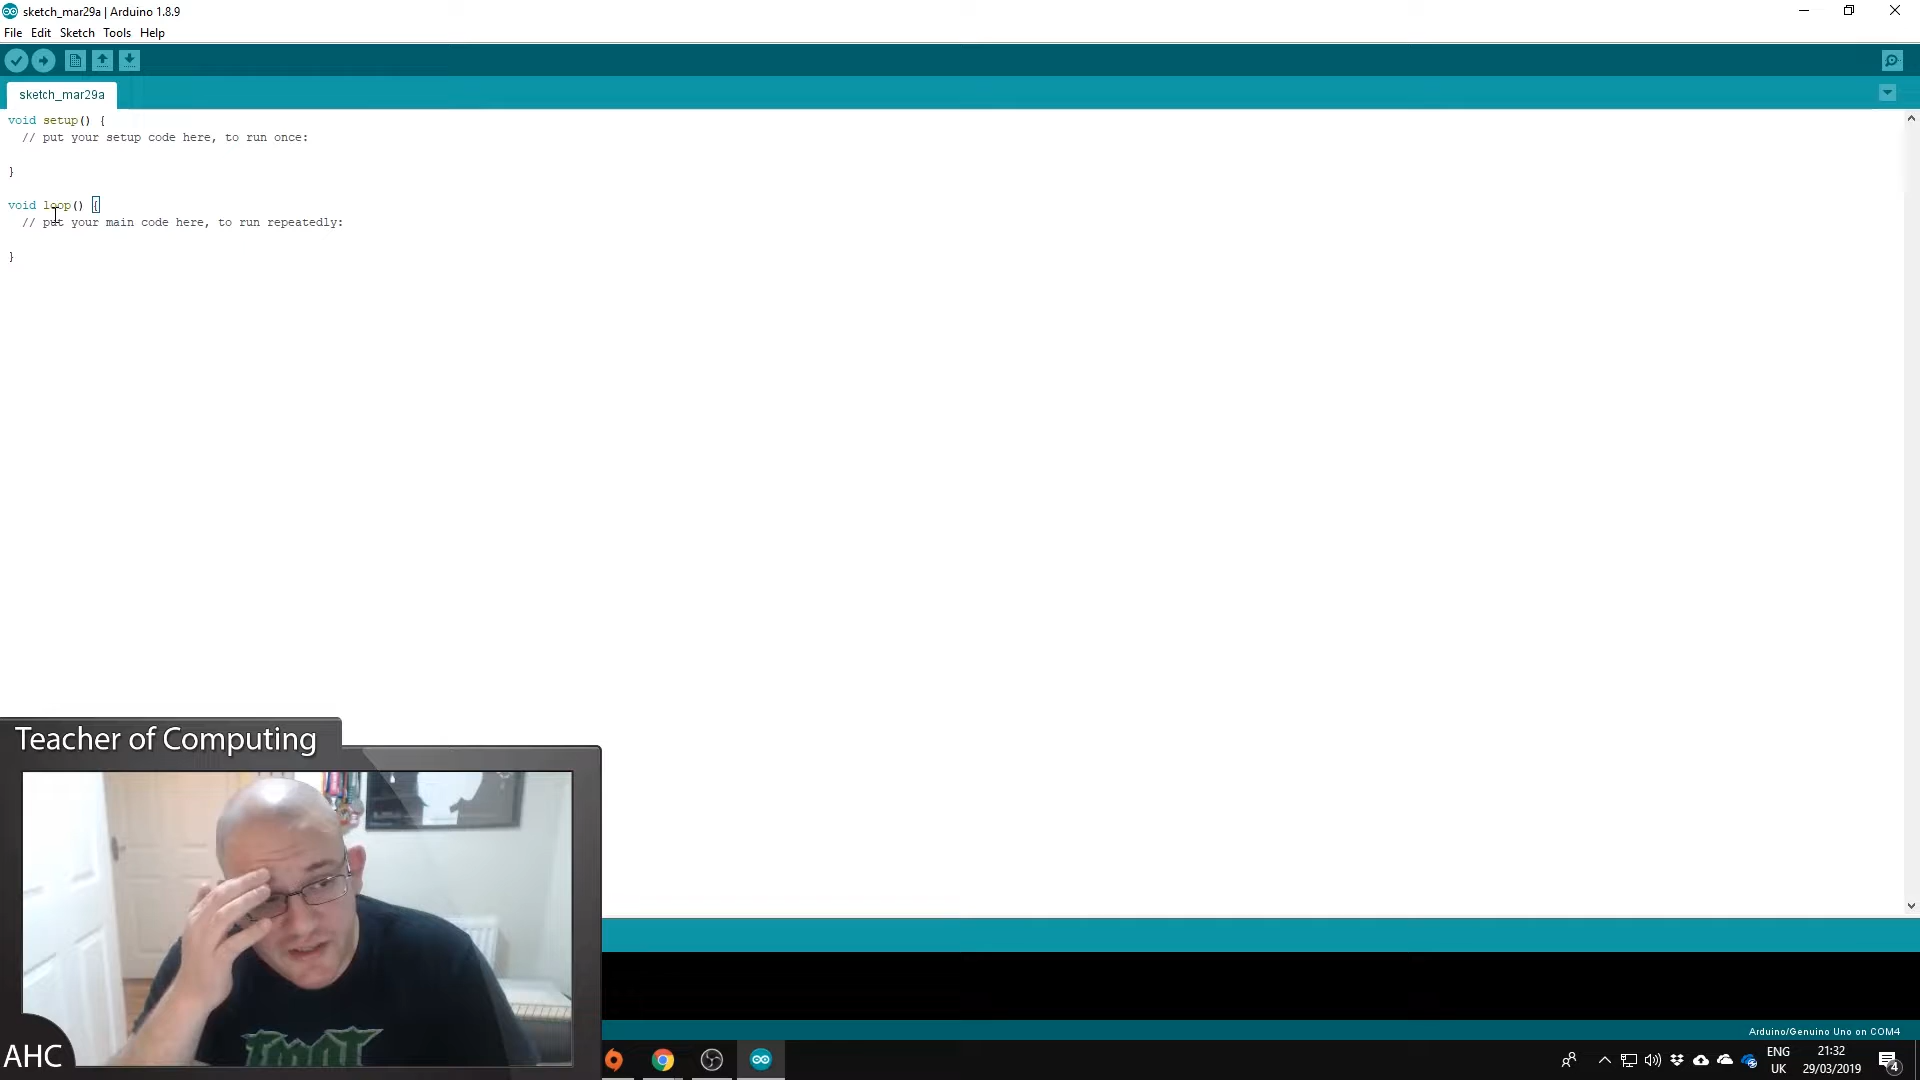 sketch_mar29a | Arduino 1.8.9
File Edit Sketch Tools Help
sketch_mar29a
void setup() {
  // put your setup code here, to run once:
}
void loop() {
  // put your main code here, to run repeatedly:
}
Teacher of Computing
AHC
Arduino/Genuino Uno on COM4
ENG
UK
21:32
29/03/2019
4